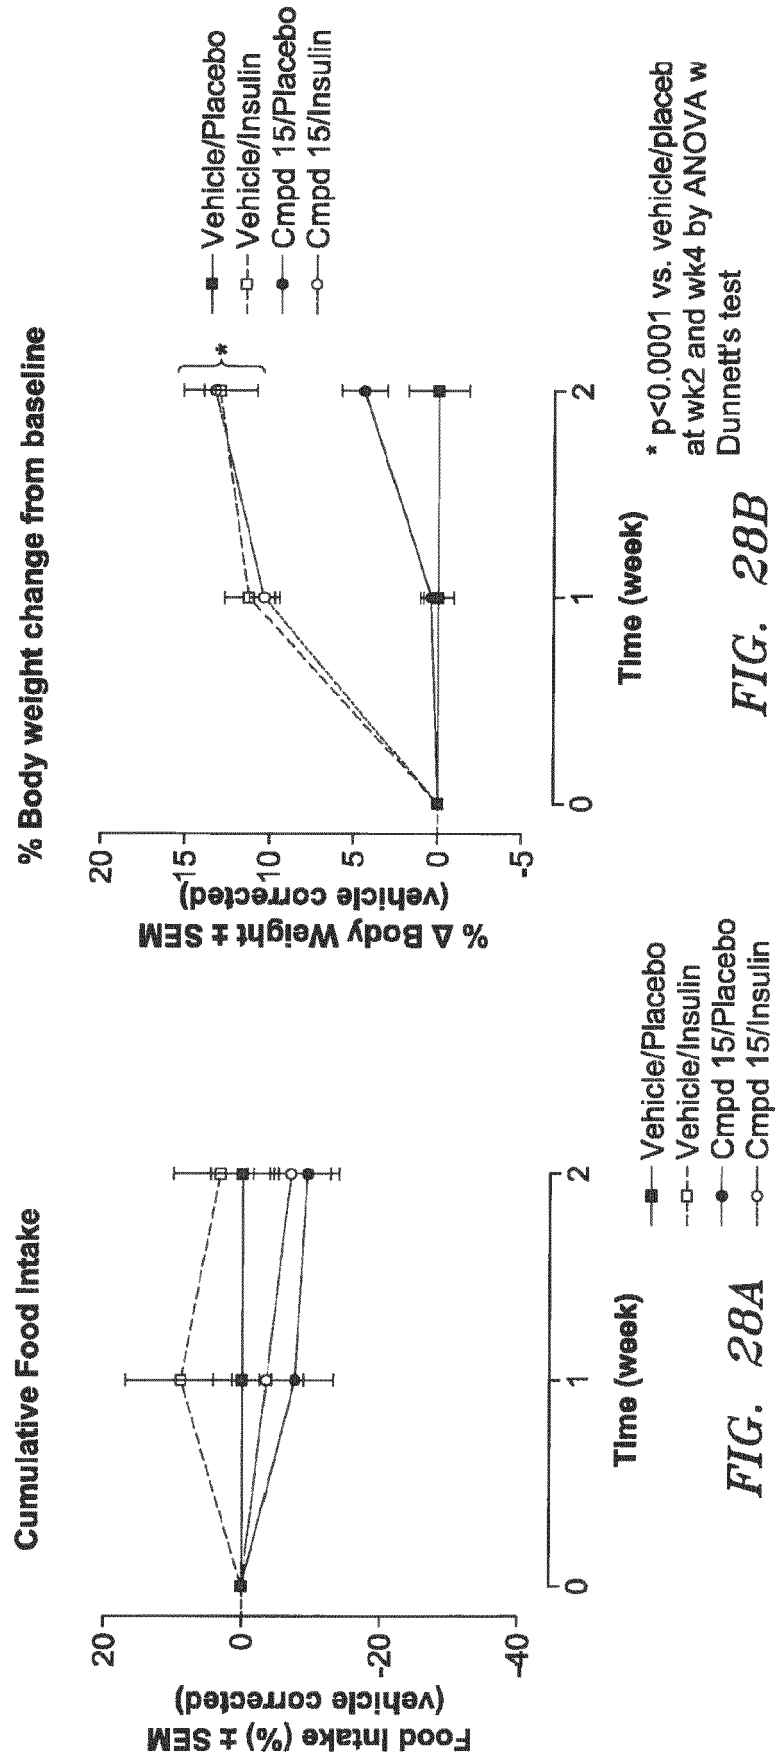 Cumulative Food Intake
Food Intake (%) ± SEM
(vehicle corrected)
20
0
-20
-40
0
1
2
Time (week)
Vehicle/Placebo
Vehicle/Insulin
Cmpd 15/Placebo
Cmpd 15/Insulin
FIG. 28A
% Body weight change from baseline
% Δ Body Weight ± SEM
(vehicle corrected)
20
15
10
5
0
-5
*
0
1
2
Time (week)
Vehicle/Placebo
Vehicle/Insulin
Cmpd 15/Placebo
Cmpd 15/Insulin
* p<0.0001 vs. vehicle/placeb
at wk2 and wk4 by ANOVA w
Dunnett's test
FIG. 28B